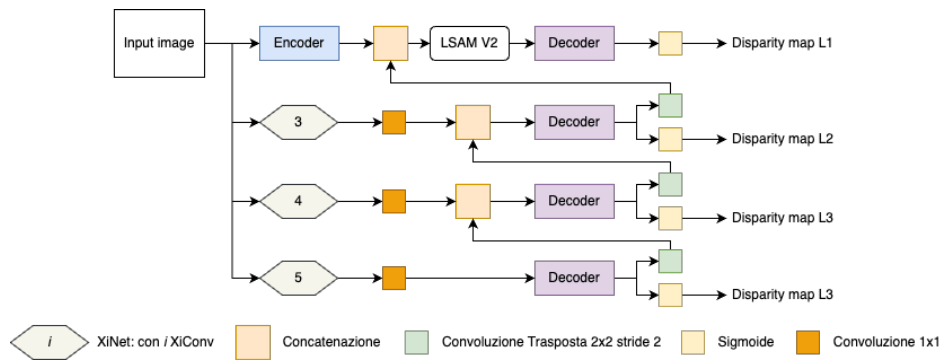 Input image
Encoder
LSAM V2
Decoder
Disparity map L1
3
Decoder
Disparity map L2
4
Decoder
Disparity map L3
5
Decoder
Disparity map L3
i
XiNet: con i XiConv
Concatenazione
Convoluzione Trasposta 2x2 stride 2
Sigmoide
Convoluzione 1x1